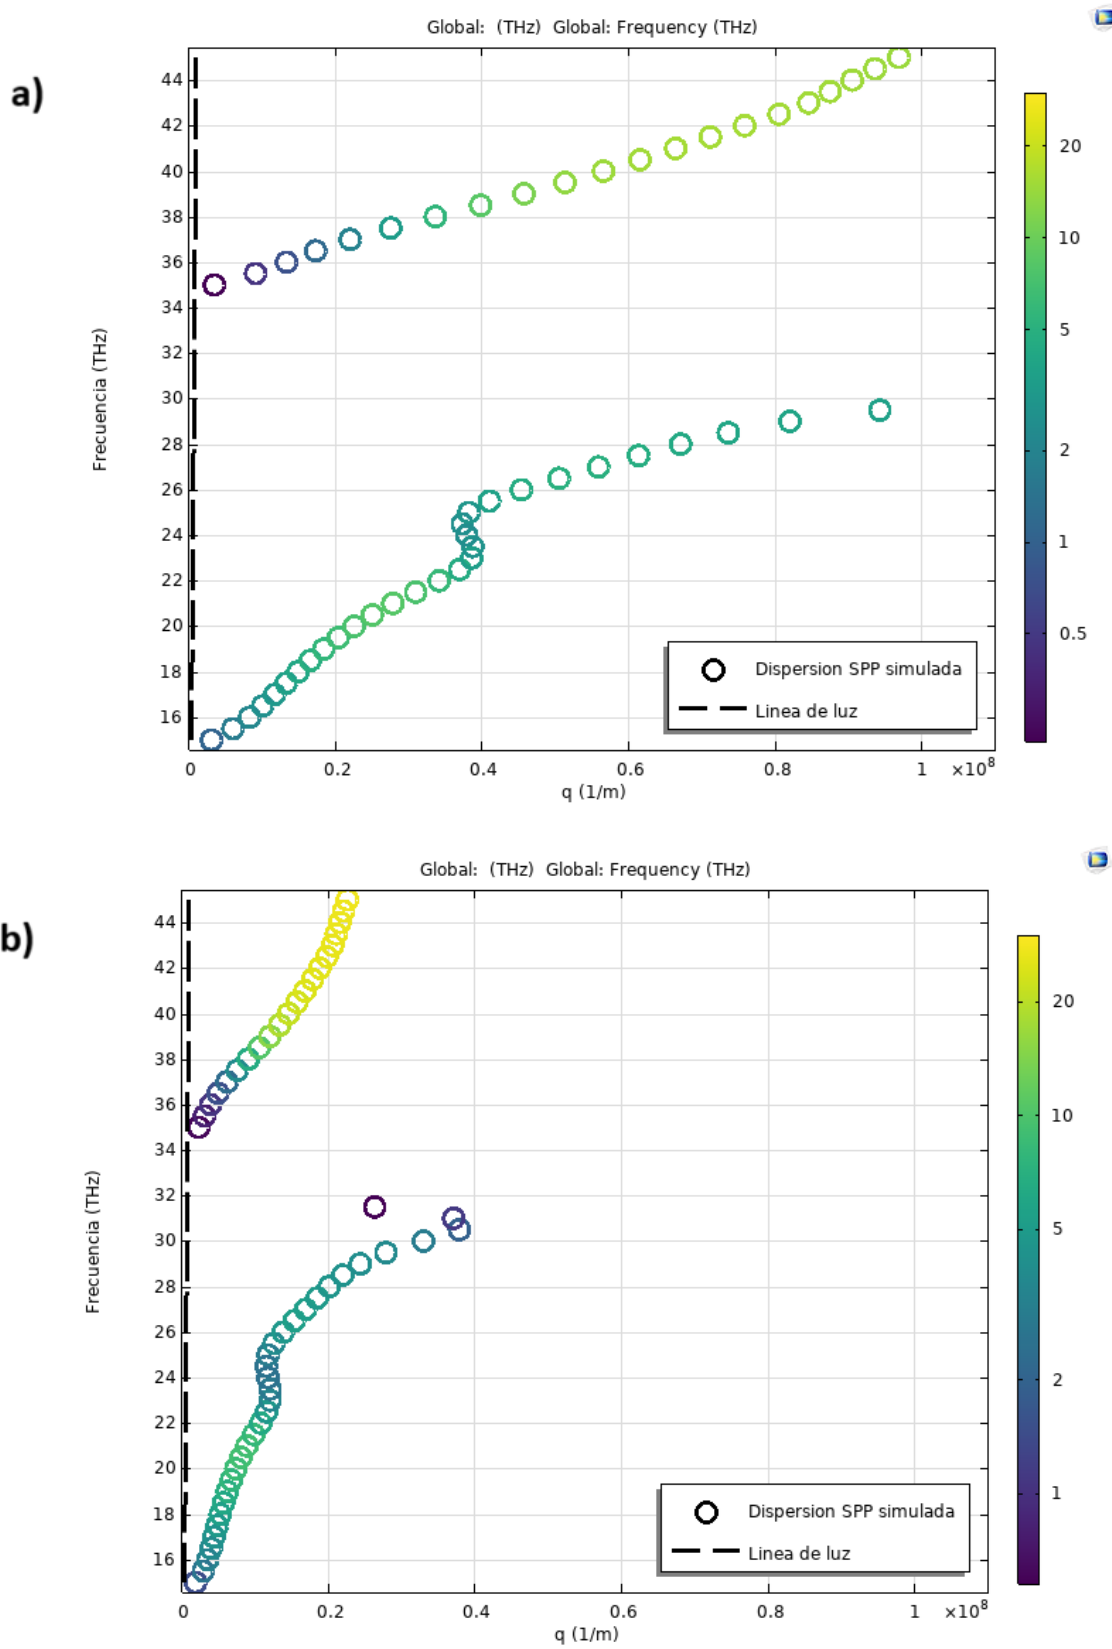 Global:  (THz)  Global: Frequency (THz)
a)
44
42
40
38
36
34
32
30
28
26
24
22
20
18
16
Frecuencia (THz)
20
10
5
2
1
0.5
Dispersion SPP simulada
Linea de luz
0 0.2 0.4 0.6 0.8 1 ×10⁸
q (1/m)
Global:  (THz)  Global: Frequency (THz)
b)
44
42
40
38
36
34
32
30
28
26
24
22
20
18
16
Frecuencia (THz)
20
10
5
2
1
Dispersion SPP simulada
Linea de luz
0 0.2 0.4 0.6 0.8 1 ×10⁸
q (1/m)